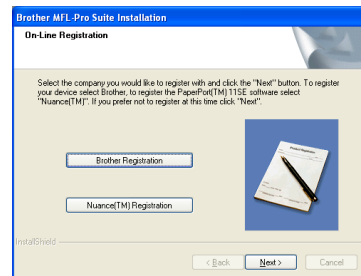 Brother MFL-Pro Suite Installation
On-Line Registration
Select the company you would like to register with and click the "Next" button. To register
your device select Brother, to register the PaperPort(TM) 11SE software select
"Nuance(TM)". If you prefer not to register at this time click "Next".
Brother Registration
Product Registration
Nuance(TM) Registration
InstallShield
< Back
Next >
Cancel